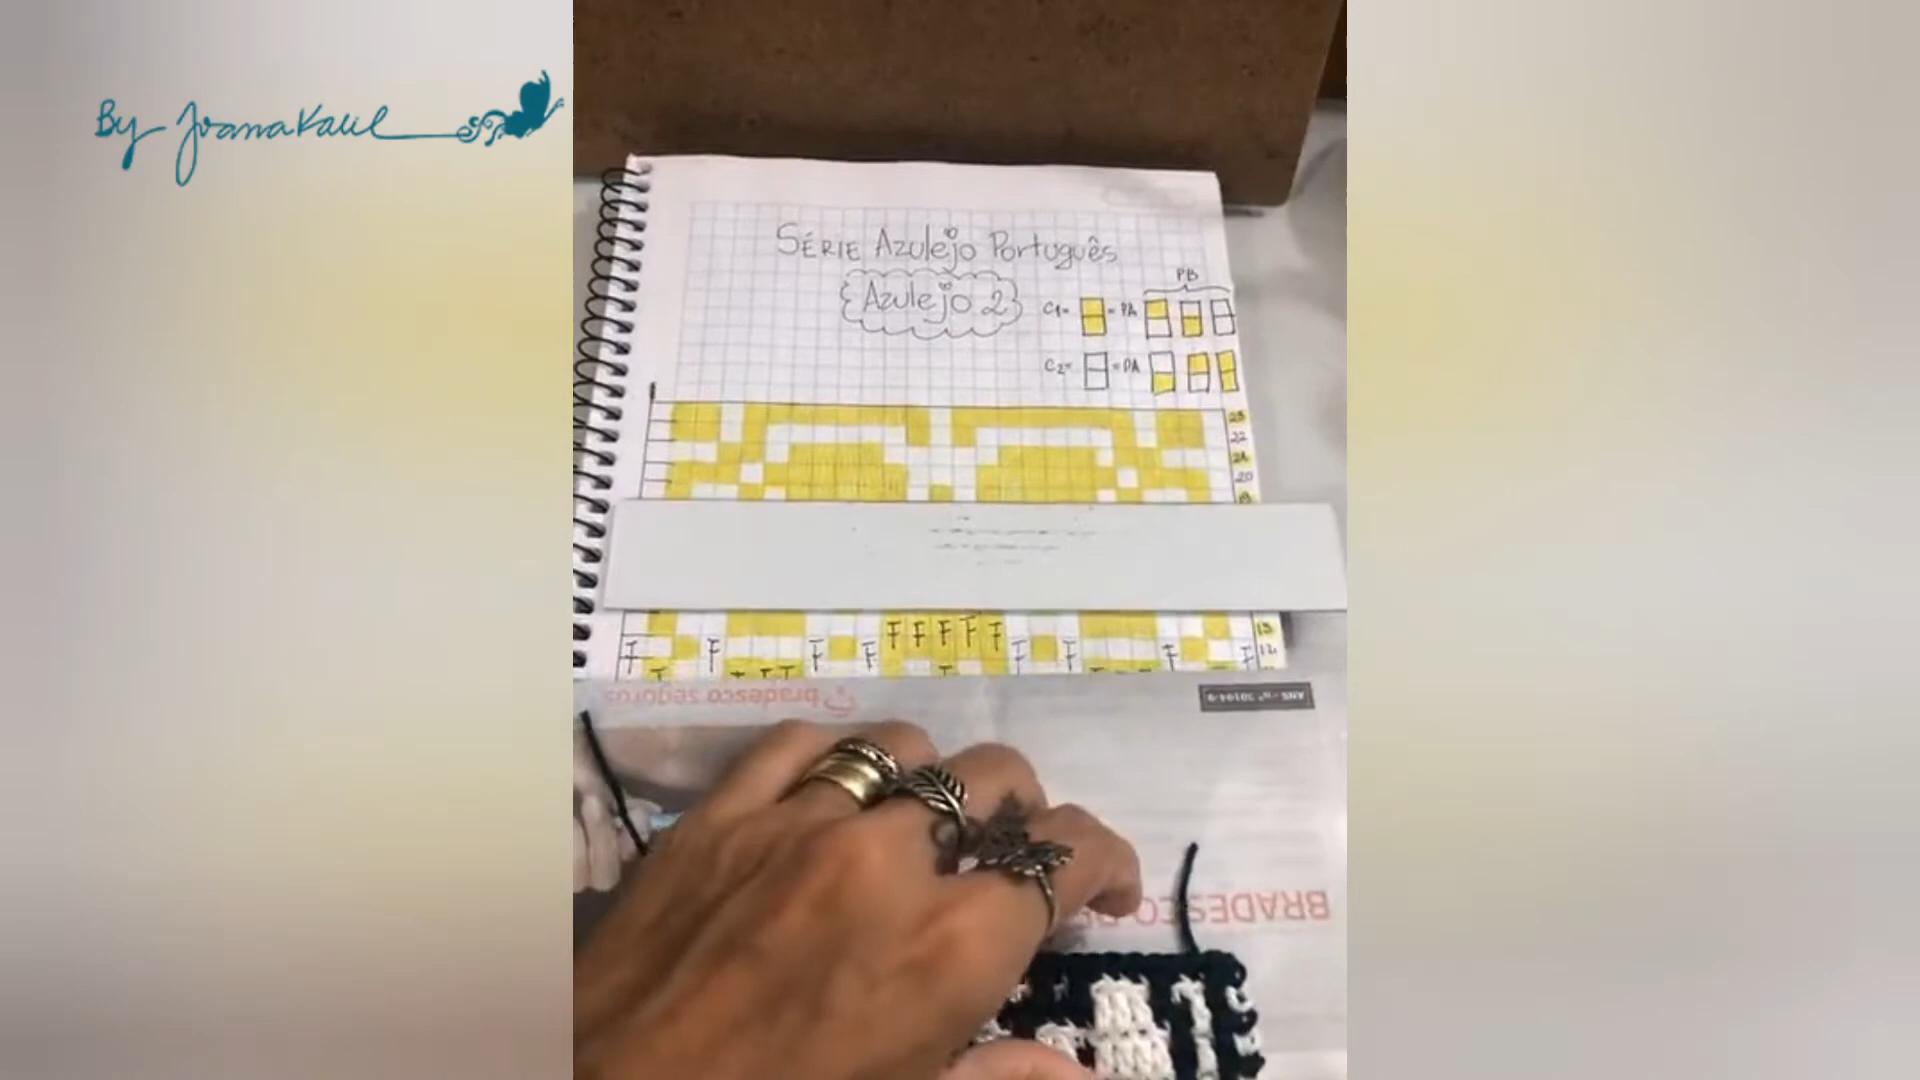 By JoanaKalil
SÉRIE Azulejo Português
Azulejo 2
PB
C1= = PA
C2= = PA
23
22
21
20
19
F F F F F
13
F F F F F F F F
12
bradesco seguros
BRADESCO